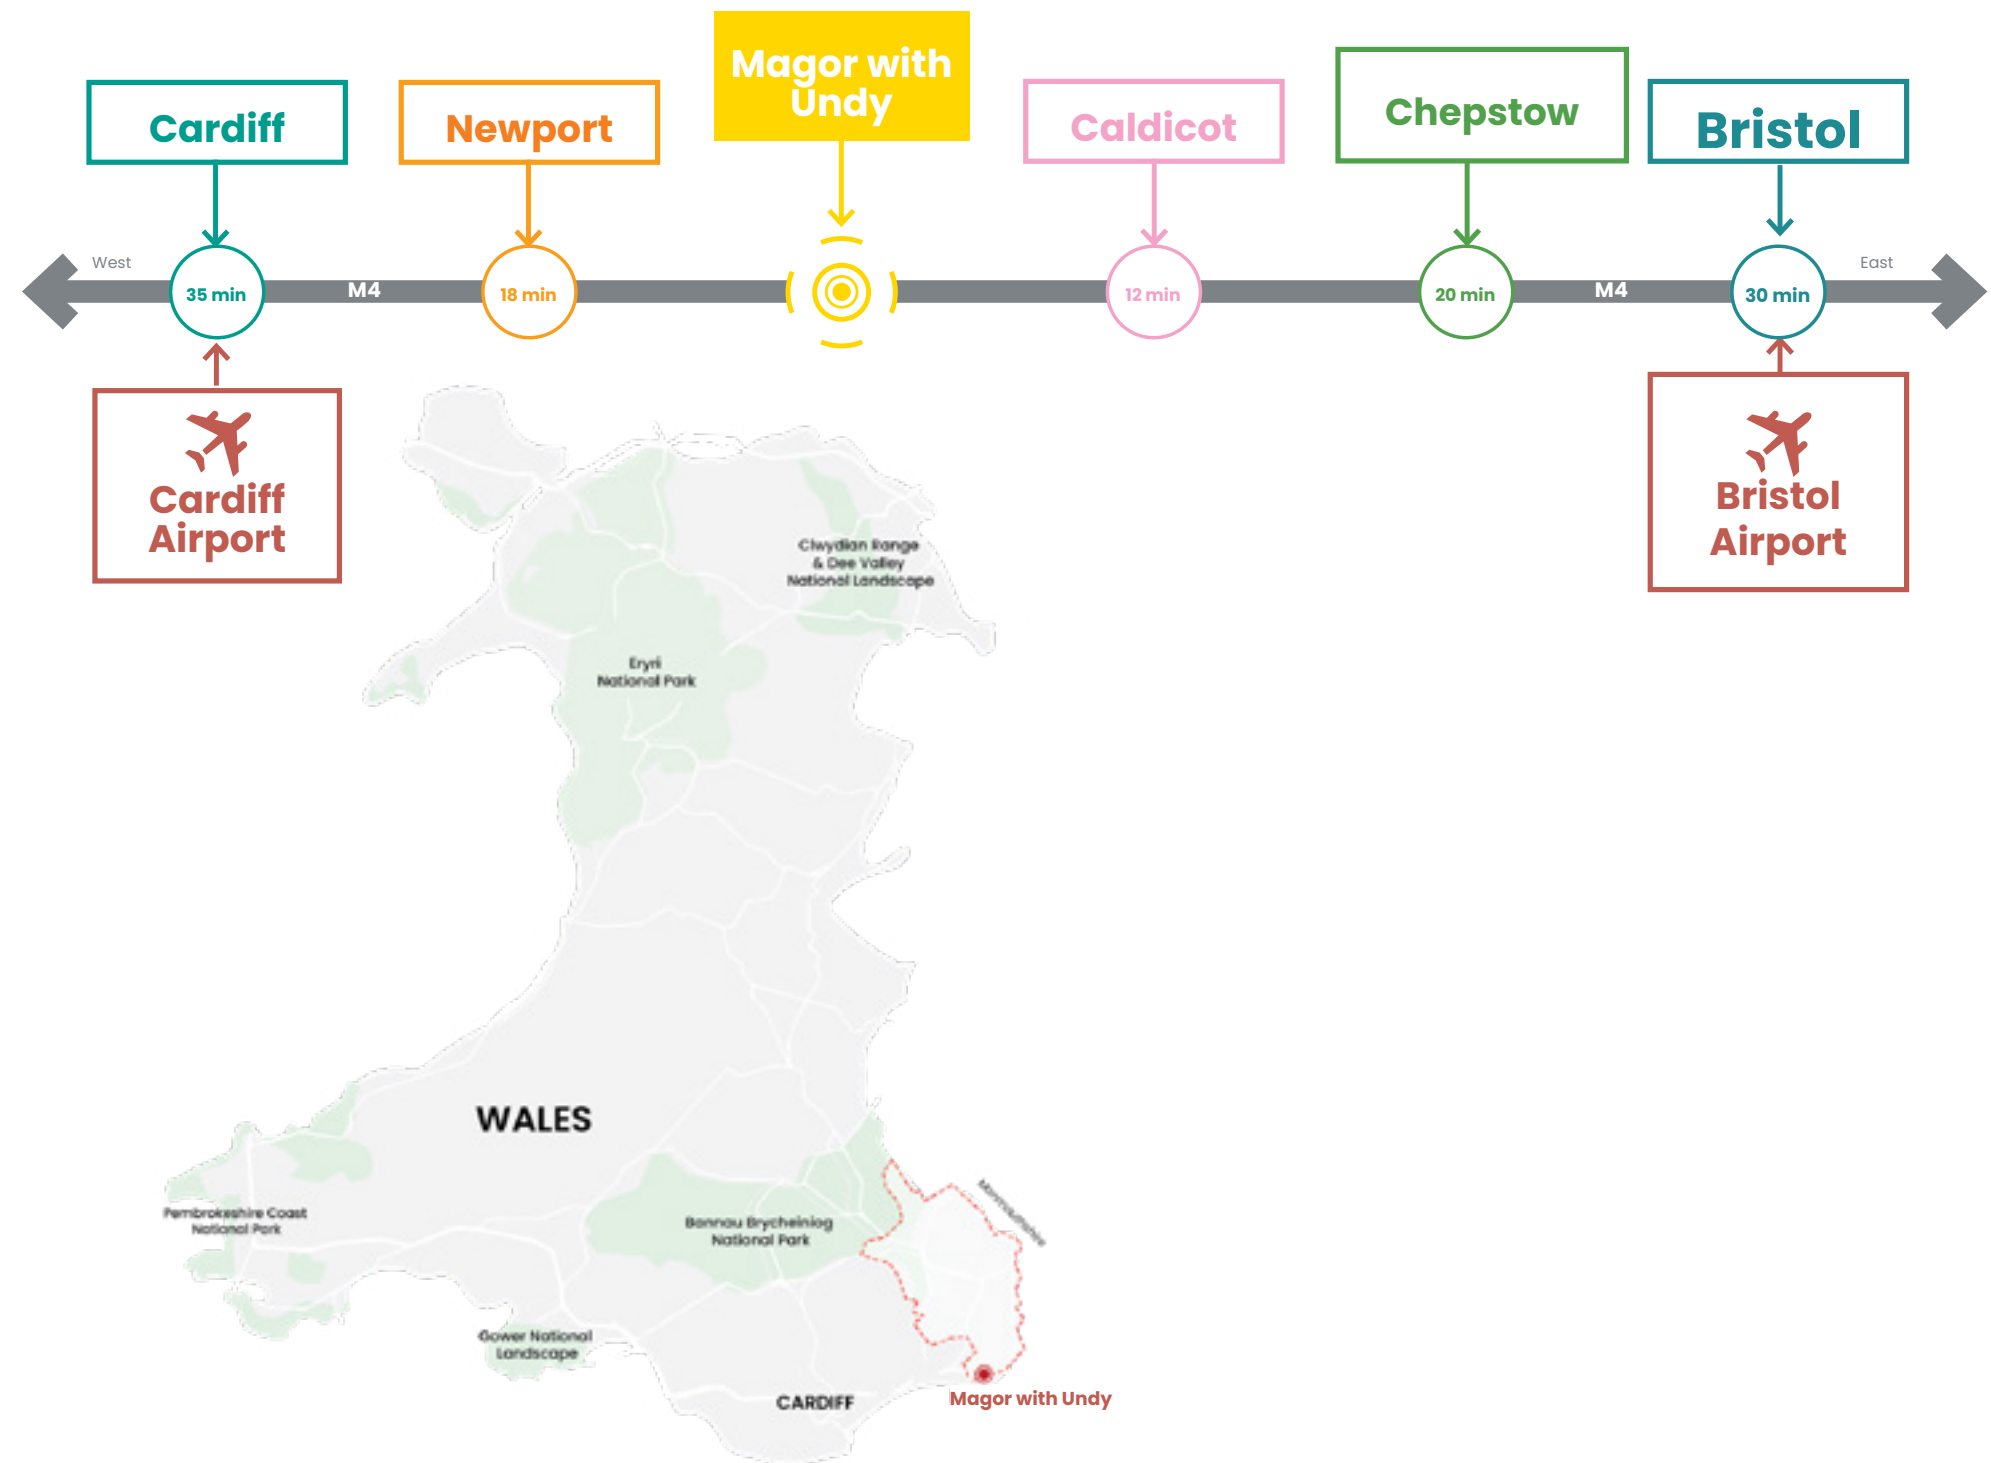 Magor with
Undy
Cardiff
Newport
Caldicot
Chepstow
Bristol
West
East
35 min
M4
18 min
12 min
20 min
M4
30 min
Cardiff
Airport
Bristol
Airport
Clwydian Range
& Dee Valley
National Landscape
Eryri
National Park
WALES
Monmouthshire
Pembrokeshire Coast
National Park
Bannau Brycheiniog
National Park
Gower National
Landscape
CARDIFF
Magor with Undy